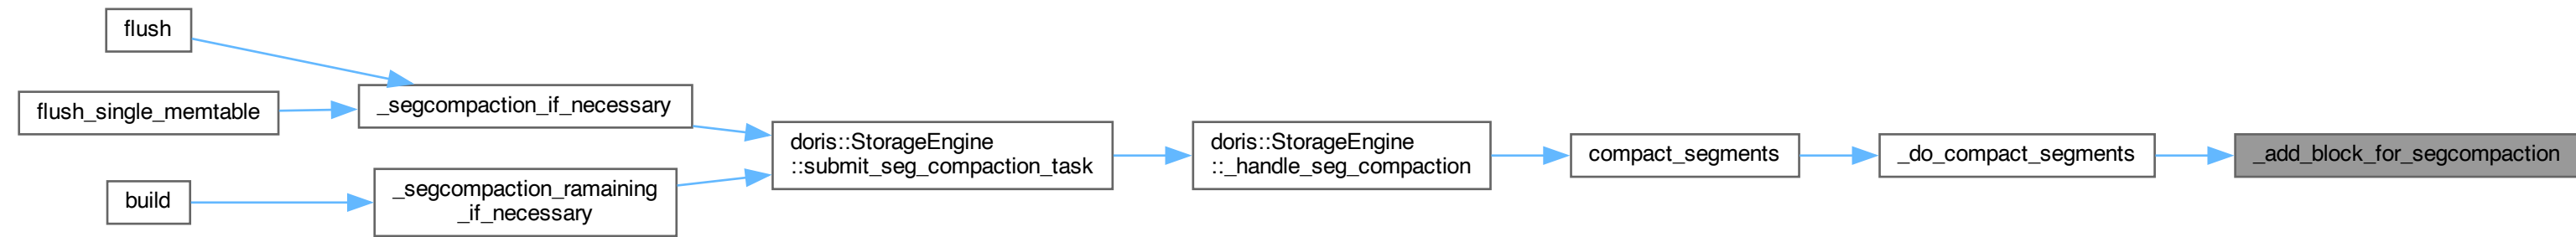 flush
flush_single_memtable
build
_segcompaction_if_necessary
_segcompaction_ramaining
_if_necessary
doris::StorageEngine
::submit_seg_compaction_task
doris::StorageEngine
::_handle_seg_compaction
compact_segments
_do_compact_segments
_add_block_for_segcompaction